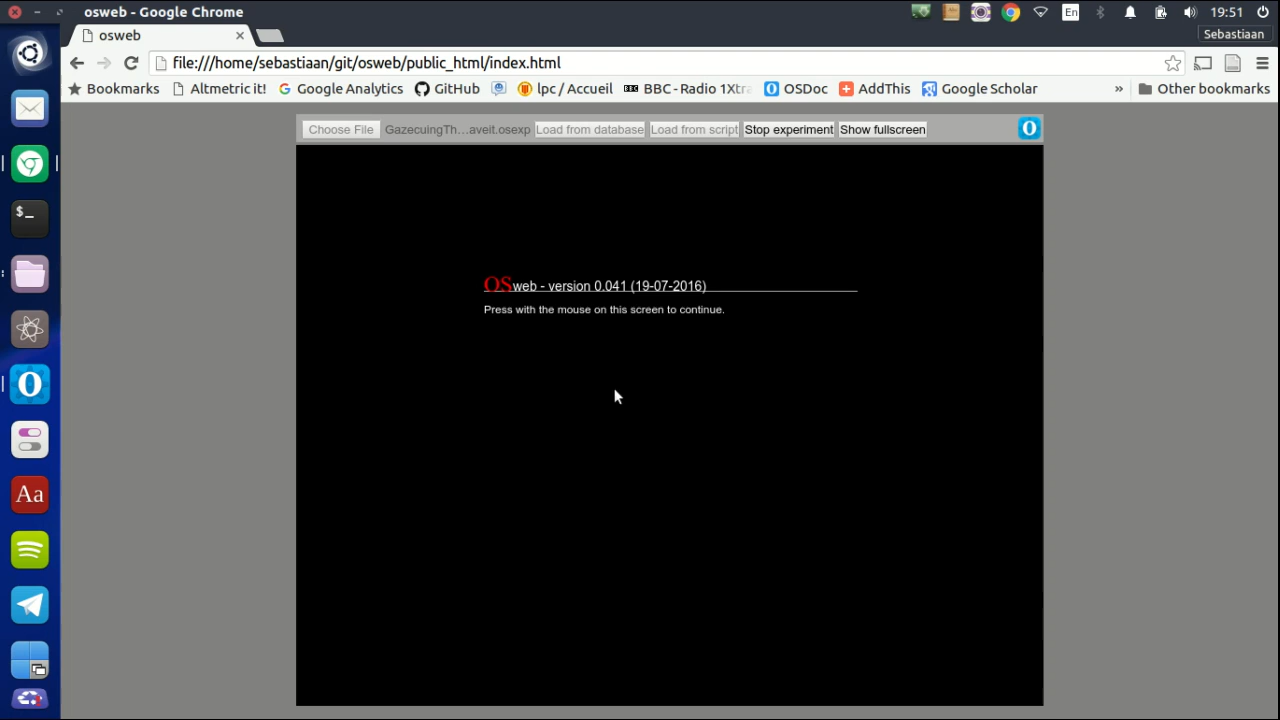 osweb - Google Chrome
En
19:51
osweb
Sebastiaan
file:///home/sebastiaan/git/osweb/public_html/index.html
Bookmarks
Altmetric it!
Google Analytics
GitHub
lpc / Accueil
BBC - Radio 1Xtra
OSDoc
AddThis
Google Scholar
»
Other bookmarks
Choose File
GazecuingTh…aveit.osexp
Load from database
Load from script
Stop experiment
Show fullscreen
OSweb - version 0.041 (19-07-2016)
Press with the mouse on this screen to continue.
$_
Aa